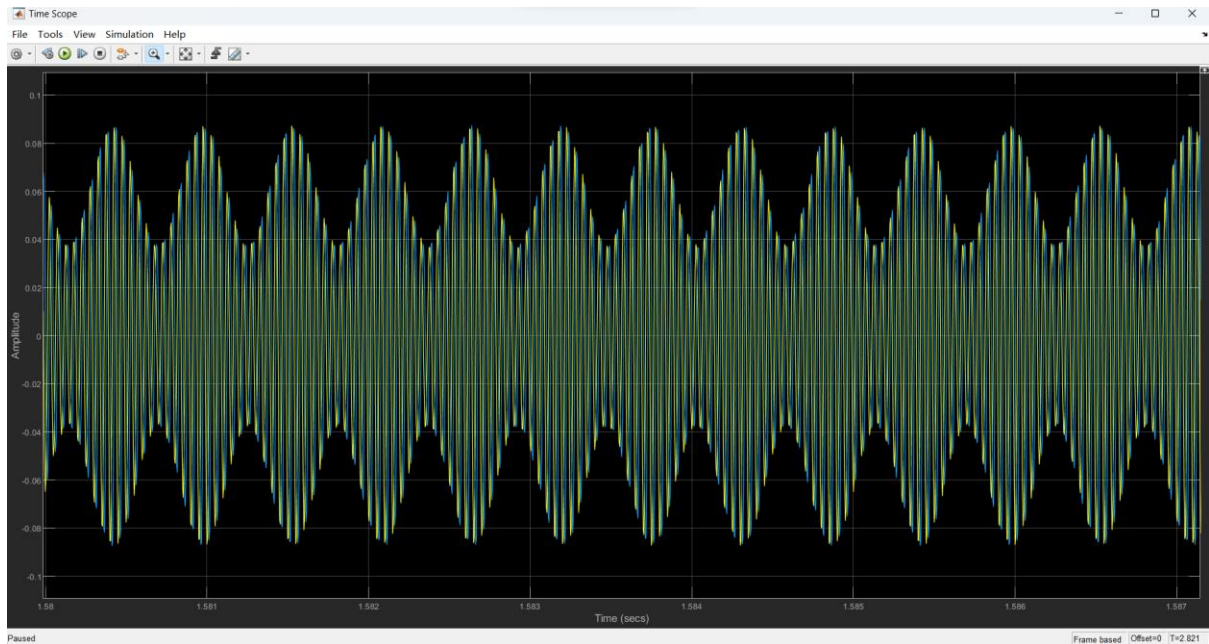 Time Scope
File Tools View Simulation Help
0.1
0.08
0.06
0.04
0.02
0
-0.02
-0.04
-0.06
-0.08
-0.1
Amplitude
1.58 1.581 1.582 1.583 1.584 1.585 1.586 1.587
Time (secs)
Paused Frame based Offset=0 T=2.821